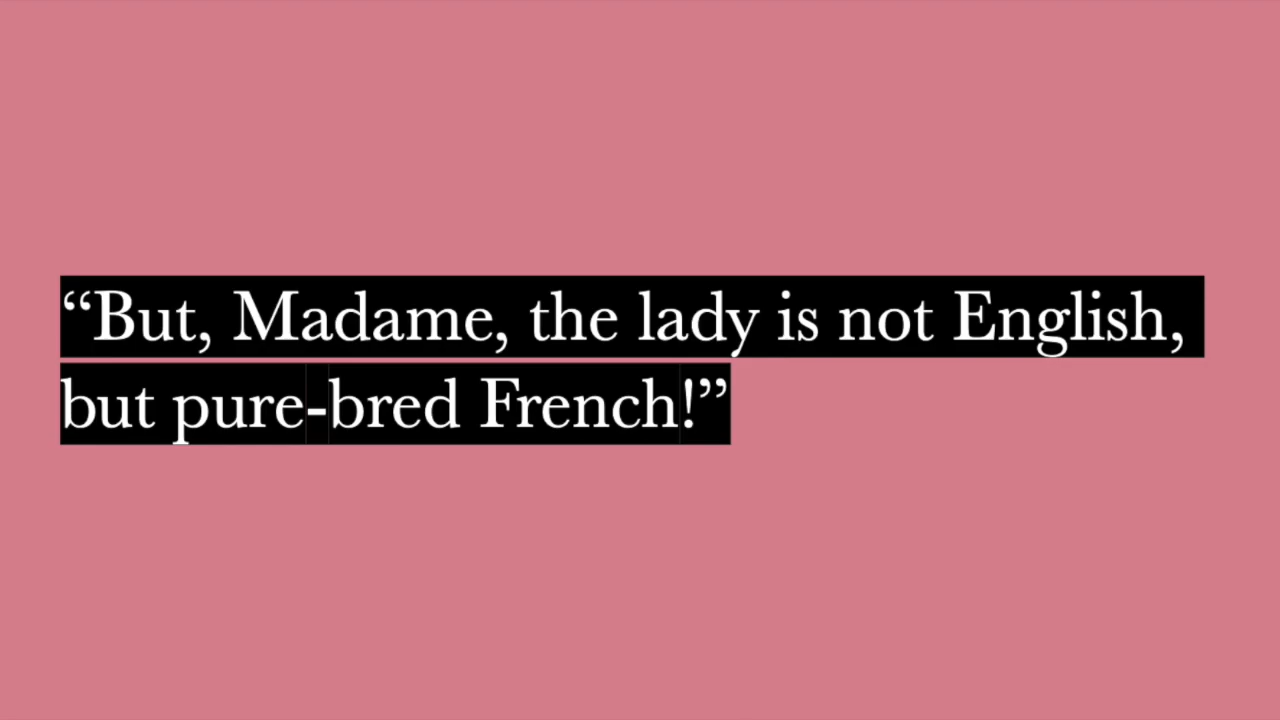 “But, Madame, the lady is not English,
but pure-bred French!”